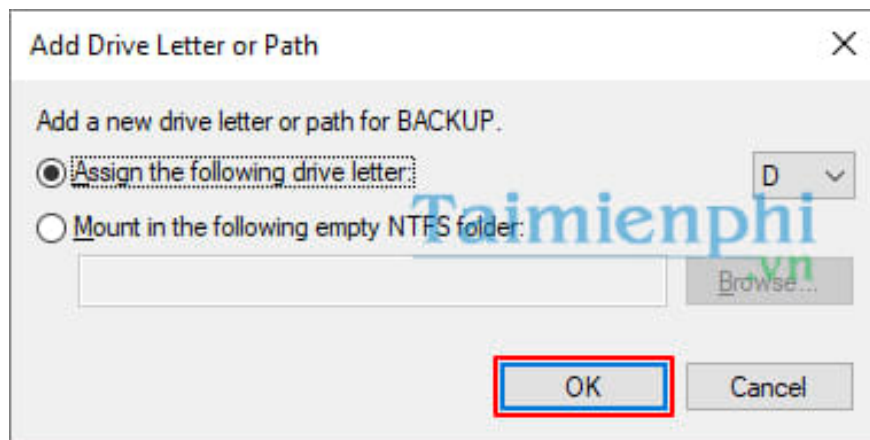 Add Drive Letter or Path
Add a new drive letter or path for BACKUP.
Assign the following drive letter:
D
Mount in the following empty NTFS folder:
Taimienphi
.vn
Browse...
OK
Cancel